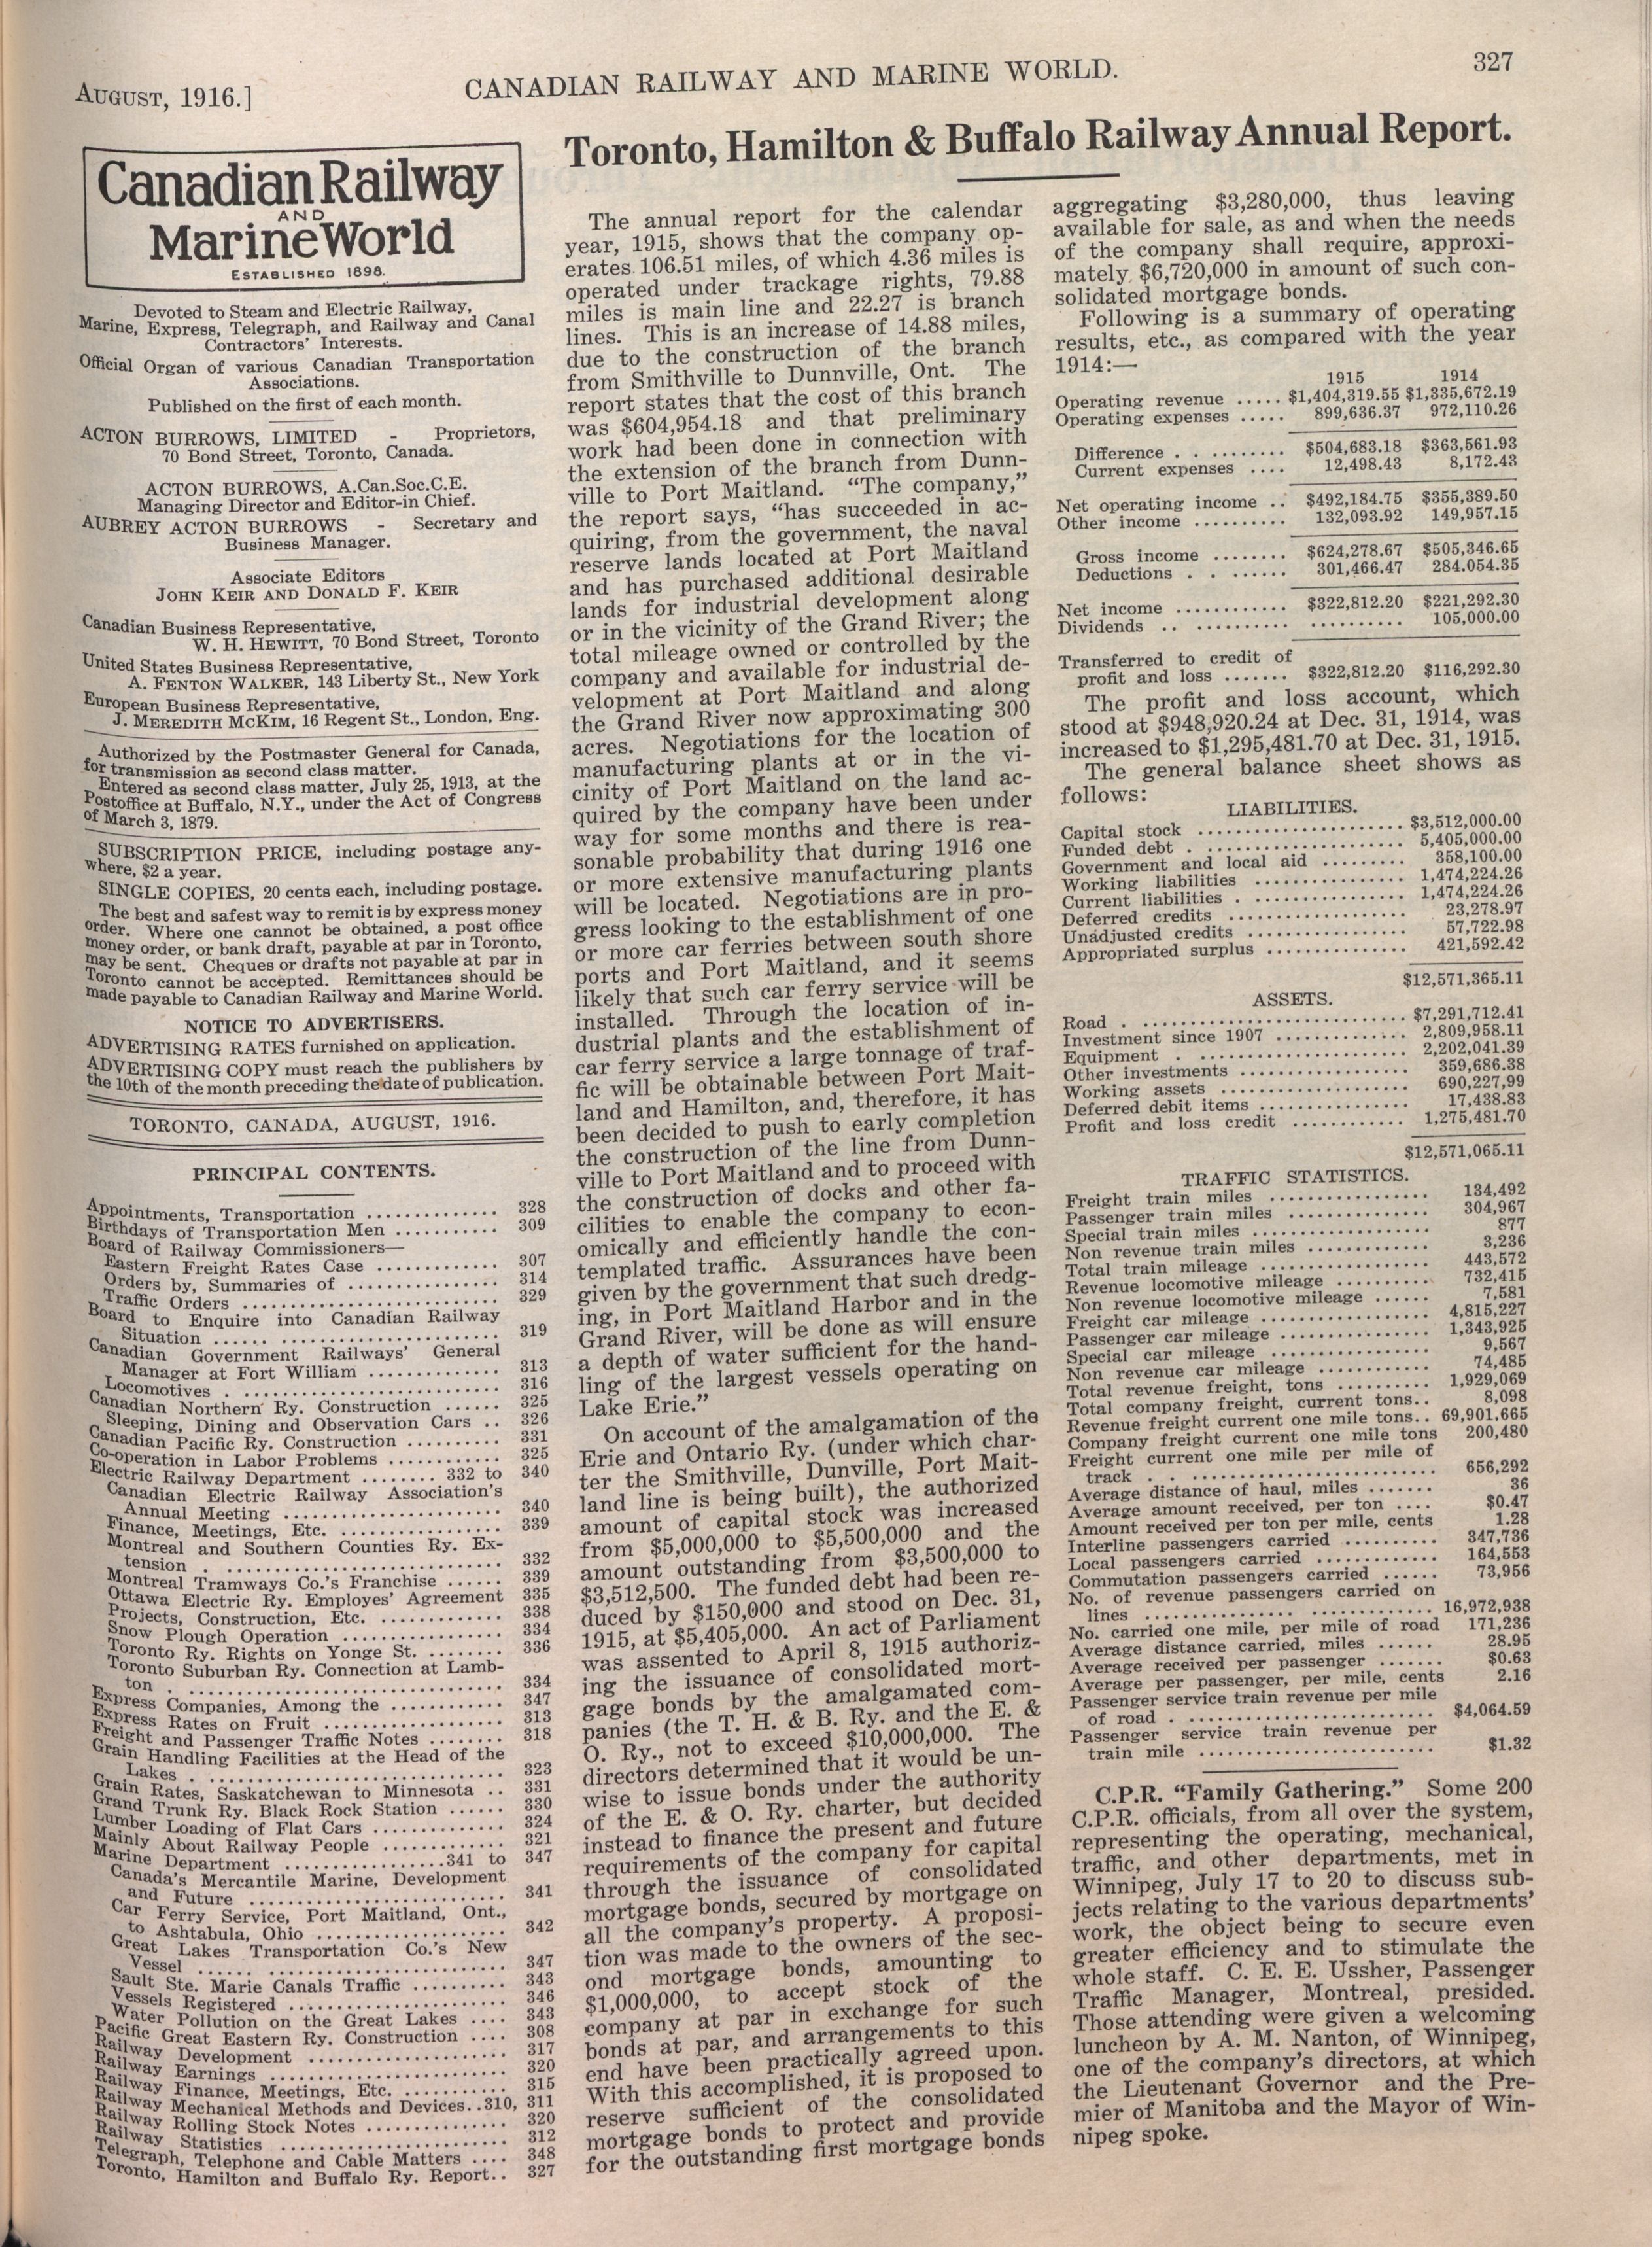 AUGUST, 1916.]
CANADIAN RAILWAY AND MARINE WORLD.
327
Canadian Railway
AND
Marine World
ESTABLISHED 1898.
Devoted to Steam and Electric Railway,
Marine, Express, Telegraph, and Railway and Canal
Contractors' Interests.
Official Organ of various Canadian Transportation
Associations.
Published on the first of each month.
ACTON BURROWS, LIMITED - Proprietors,
70 Bond Street, Toronto, Canada.
ACTON BURROWS, A.Can.Soc.C.E.
Managing Director and Editor-in Chief.
AUBREY ACTON BURROWS - Secretary and
Business Manager.
Associate Editors
JOHN KEIR AND DONALD F. KEIR
Canadian Business Representative,
W. H. HEWITT, 70 Bond Street, Toronto
United States Business Representative,
A. FENTON WALKER, 143 Liberty St., New York
European Business Representative,
J. MEREDITH MCKIM, 16 Regent St., London, Eng.
Authorized by the Postmaster General for Canada,
for transmission as second class matter.
Entered as second class matter, July 25, 1913, at the
Postoffice at Buffalo, N.Y., under the Act of Congress
of March 3, 1879.
SUBSCRIPTION PRICE, including postage any-
where, $2 a year.
SINGLE COPIES, 20 cents each, including postage.
The best and safest way to remit is by express money
order. Where one cannot be obtained, a post office
money order, or bank draft, payable at par in Toronto,
may be sent. Cheques or drafts not payable at par in
Toronto cannot be accepted. Remittances should be
made payable to Canadian Railway and Marine World.
NOTICE TO ADVERTISERS.
ADVERTISING RATES furnished on application.
ADVERTISING COPY must reach the publishers by
the 10th of the month preceding the date of publication.
TORONTO, CANADA, AUGUST, 1916.
PRINCIPAL CONTENTS.
Appointments, Transportation .............. 328
Birthdays of Transportation Men ........... 309
Board of Railway Commissioners—
Eastern Freight Rates Case ............. 307
Orders by, Summaries of ................ 314
Traffic Orders ........................... 329
Board to Enquire into Canadian Railway
Situation ...... ....................... 319
Canadian Government Railways' General
Manager at Fort William .............. 313
Locomotives . ........................... 316
Canadian Northern Ry. Construction ...... 325
Sleeping, Dining and Observation Cars .. 326
Canadian Pacific Ry. Construction .......... 331
Co-operation in Labor Problems ............ 325
Electric Railway Department ........ 332 to 340
Canadian Electric Railway Association's
Annual Meeting ....................... 340
Finance, Meetings, Etc. ................. 339
Montreal and Southern Counties Ry. Ex-
tension . .............................. 332
Montreal Tramways Co.'s Franchise ...... 339
Ottawa Electric Ry. Employes' Agreement 335
Projects, Construction, Etc. ............. 338
Snow Plough Operation ................. 334
Toronto Ry. Rights on Yonge St. ........ 336
Toronto Suburban Ry. Connection at Lamb-
ton . ................................. 334
Express Companies, Among the ............ 347
Express Rates on Fruit ................... 313
Freight and Passenger Traffic Notes ........ 318
Grain Handling Facilities at the Head of the
Lakes . ................................ 323
Grain Rates, Saskatchewan to Minnesota .. 331
Grand Trunk Ry. Black Rock Station ...... 330
Lumber Loading of Flat Cars .............. 324
Mainly About Railway People ............. 321
Marine Department .................341 to 347
Canada's Mercantile Marine, Development
and Future ........................... 341
Car Ferry Service, Port Maitland, Ont.,
to Ashtabula, Ohio .................... 342
Great Lakes Transportation Co.'s New
Vessel ...... ......................... 347
Sault Ste. Marie Canals Traffic .......... 343
Vessels Registered ....................... 346
Water Pollution on the Great Lakes .... 343
Pacific Great Eastern Ry. Construction .... 308
Railway Development ..................... 317
Railway Earnings ......................... 320
Railway Finance, Meetings, Etc. ........... 315
Railway Mechanical Methods and Devices..310, 311
Railway Rolling Stock Notes ............... 320
Railway Statistics ........................ 312
Telegraph, Telephone and Cable Matters .... 348
Toronto, Hamilton and Buffalo Ry. Report.. 327
Toronto, Hamilton & Buffalo Railway Annual Report.
The annual report for the calendar
year, 1915, shows that the company op-
erates 106.51 miles, of which 4.36 miles is
operated under trackage rights, 79.88
miles is main line and 22.27 is branch
lines. This is an increase of 14.88 miles,
due to the construction of the branch
from Smithville to Dunnville, Ont. The
report states that the cost of this branch
was $604,954.18 and that preliminary
work had been done in connection with
the extension of the branch from Dunn-
ville to Port Maitland. "The company,"
the report says, "has succeeded in ac-
quiring, from the government, the naval
reserve lands located at Port Maitland
and has purchased additional desirable
lands for industrial development along
or in the vicinity of the Grand River; the
total mileage owned or controlled by the
company and available for industrial de-
velopment at Port Maitland and along
the Grand River now approximating 300
acres. Negotiations for the location of
manufacturing plants at or in the vi-
cinity of Port Maitland on the land ac-
quired by the company have been under
way for some months and there is rea-
sonable probability that during 1916 one
or more extensive manufacturing plants
will be located. Negotiations are in pro-
gress looking to the establishment of one
or more car ferries between south shore
ports and Port Maitland, and it seems
likely that such car ferry service will be
installed. Through the location of in-
dustrial plants and the establishment of
car ferry service a large tonnage of traf-
fic will be obtainable between Port Mait-
land and Hamilton, and, therefore, it has
been decided to push to early completion
the construction of the line from Dunn-
ville to Port Maitland and to proceed with
the construction of docks and other fa-
cilities to enable the company to econ-
omically and efficiently handle the con-
templated traffic. Assurances have been
given by the government that such dredg-
ing, in Port Maitland Harbor and in the
Grand River, will be done as will ensure
a depth of water sufficient for the hand-
ling of the largest vessels operating on
Lake Erie."
On account of the amalgamation of the
Erie and Ontario Ry. (under which char-
ter the Smithville, Dunville, Port Mait-
land line is being built), the authorized
amount of capital stock was increased
from $5,000,000 to $5,500,000 and the
amount outstanding from $3,500,000 to
$3,512,500. The funded debt had been re-
duced by $150,000 and stood on Dec. 31,
1915, at $5,405,000. An act of Parliament
was assented to April 8, 1915 authoriz-
ing the issuance of consolidated mort-
gage bonds by the amalgamated com-
panies (the T. H. & B. Ry. and the E. &
O. Ry., not to exceed $10,000,000. The
directors determined that it would be un-
wise to issue bonds under the authority
of the E. & O. Ry. charter, but decided
instead to finance the present and future
requirements of the company for capital
through the issuance of consolidated
mortgage bonds, secured by mortgage on
all the company's property. A proposi-
tion was made to the owners of the sec-
ond mortgage bonds, amounting to
$1,000,000, to accept stock of the
company at par in exchange for such
bonds at par, and arrangements to this
end have been practically agreed upon.
With this accomplished, it is proposed to
reserve sufficient of the consolidated
mortgage bonds to protect and provide
for the outstanding first mortgage bonds
aggregating $3,280,000, thus leaving
available for sale, as and when the needs
of the company shall require, approxi-
mately $6,720,000 in amount of such con-
solidated mortgage bonds.
Following is a summary of operating
results, etc., as compared with the year
1914:—
1915 1914
Operating revenue ..... $1,404,319.55 $1,335,672.19
Operating expenses ..... 899,636.37 972,110.26
Difference . . ......... $504,683.18 $363,561.93
Current expenses .... 12,498.43 8,172.43
Net operating income .. $492,184.75 $355,389.50
Other income .......... 132,093.92 149,957.15
Gross income ........ $624,278.67 $505,346.65
Deductions . . ....... 301,466.47 284.054.35
Net income ............ $322,812.20 $221,292.30
Dividends .. .......... .......... 105,000.00
Transferred to credit of
profit and loss ....... $322,812.20 $116,292.30
The profit and loss account, which
stood at $948,920.24 at Dec. 31, 1914, was
increased to $1,295,481.70 at Dec. 31, 1915.
The general balance sheet shows as
follows:
LIABILITIES.
Capital stock ...................... $3,512,000.00
Funded debt . ...................... 5,405,000.00
Government and local aid ......... 358,100.00
Working liabilities ................ 1,474,224.26
Current liabilities . ................ 1,474,224.26
Deferred credits ................... 23,278.97
Unadjusted credits ................. 57,722.98
Appropriated surplus ............... 421,592.42
$12,571,365.11
ASSETS.
Road . ............................ $7,291,712.41
Investment since 1907 .............. 2,809,958.11
Equipment . ....................... 2,202,041.39
Other investments .................. 359,686.38
Working assets .................... 690,227,99
Deferred debit items ................ 17,438.83
Profit and loss credit ............ 1,275,481.70
$12,571,065.11
TRAFFIC STATISTICS.
Freight train miles ................. 134,492
Passenger train miles ............... 304,967
Special train miles ................... 877
Non revenue train miles ............. 3,236
Total train mileage .................. 443,572
Revenue locomotive mileage .......... 732,415
Non revenue locomotive mileage ...... 7,581
Freight car mileage .................. 4,815,227
Passenger car mileage ................ 1,343,925
Special car mileage ................. 9,567
Non revenue car mileage ............ 74,485
Total revenue freight, tons .......... 1,929,069
Total company freight, current tons.. 8,098
Revenue freight current one mile tons.. 69,901,665
Company freight current one mile tons 200,480
Freight current one mile per mile of
track . . .......................... 656,292
Average distance of haul, miles ....... 36
Average amount received, per ton .... $0.47
Amount received per ton per mile, cents 1.28
Interline passengers carried .......... 347,736
Local passengers carried ............. 164,553
Commutation passengers carried ...... 73,956
No. of revenue passengers carried on
lines ............... ............. 16,972,938
No. carried one mile, per mile of road 171,236
Average distance carried, miles ...... 28.95
Average received per passenger ....... $0.63
Average per passenger, per mile, cents 2.16
Passenger service train revenue per mile
of road . .......................... $4,064.59
Passenger service train revenue per
train mile ......................... $1.32
C.P.R. "Family Gathering." Some 200
C.P.R. officials, from all over the system,
representing the operating, mechanical,
traffic, and other departments, met in
Winnipeg, July 17 to 20 to discuss sub-
jects relating to the various departments'
work, the object being to secure even
greater efficiency and to stimulate the
whole staff. C. E. E. Ussher, Passenger
Traffic Manager, Montreal, presided.
Those attending were given a welcoming
luncheon by A. M. Nanton, of Winnipeg,
one of the company's directors, at which
the Lieutenant Governor and the Pre-
mier of Manitoba and the Mayor of Win-
nipeg spoke.